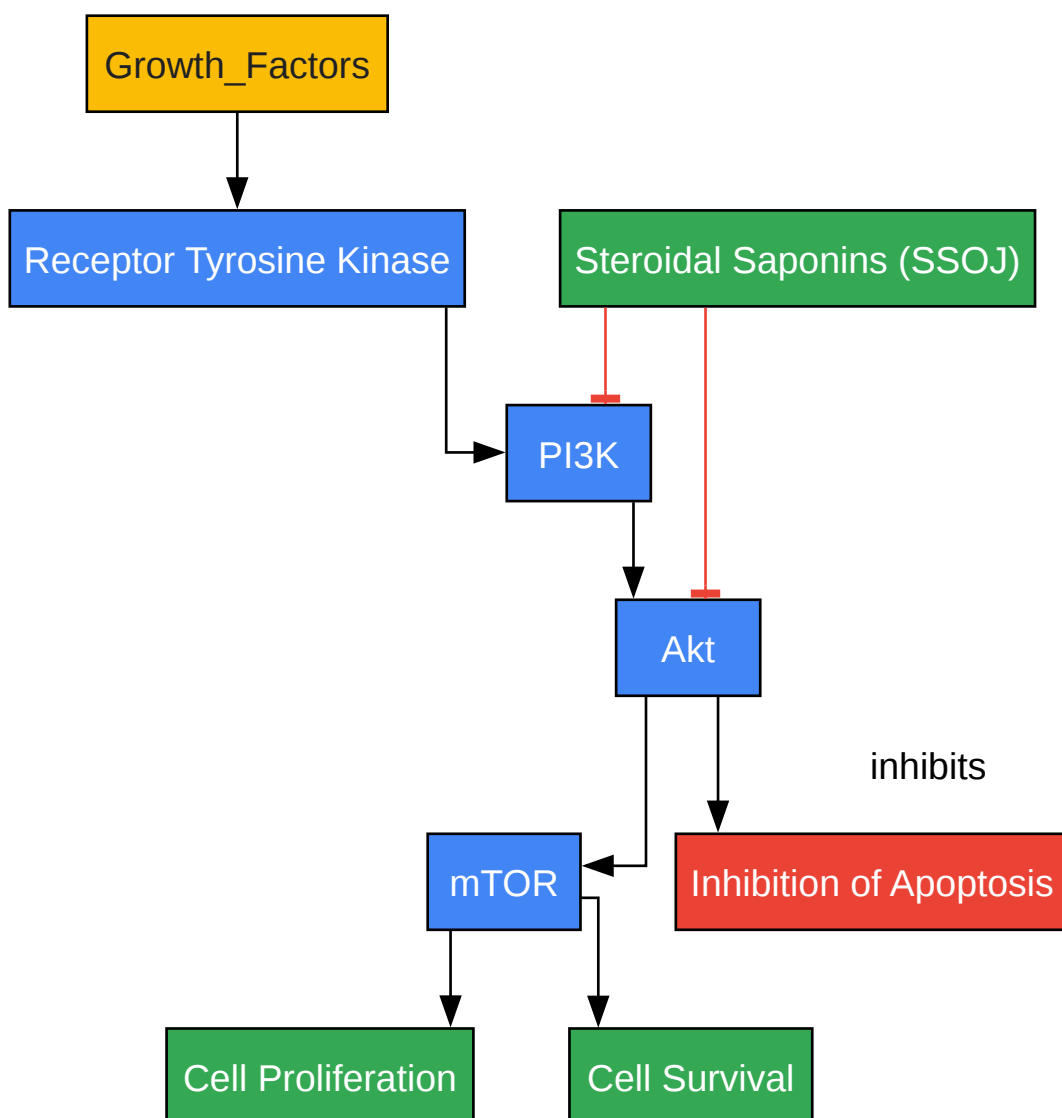 Growth_Factors
Receptor Tyrosine Kinase
Steroidal Saponins (SSOJ)
PI3K
Akt
inhibits
mTOR
Inhibition of Apoptosis
Cell Proliferation
Cell Survival